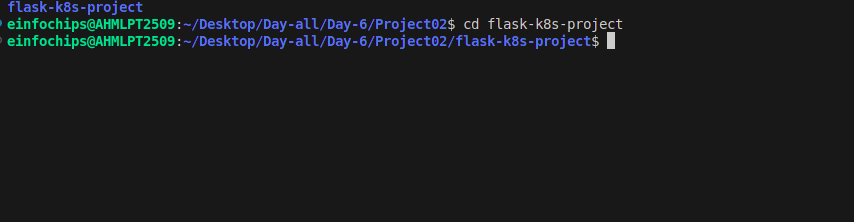 flask-k8s-project
einfochips@AHMLPT2509:~/Desktop/Day-all/Day-6/Project02$ cd flask-k8s-project
einfochips@AHMLPT2509:~/Desktop/Day-all/Day-6/Project02/flask-k8s-project$